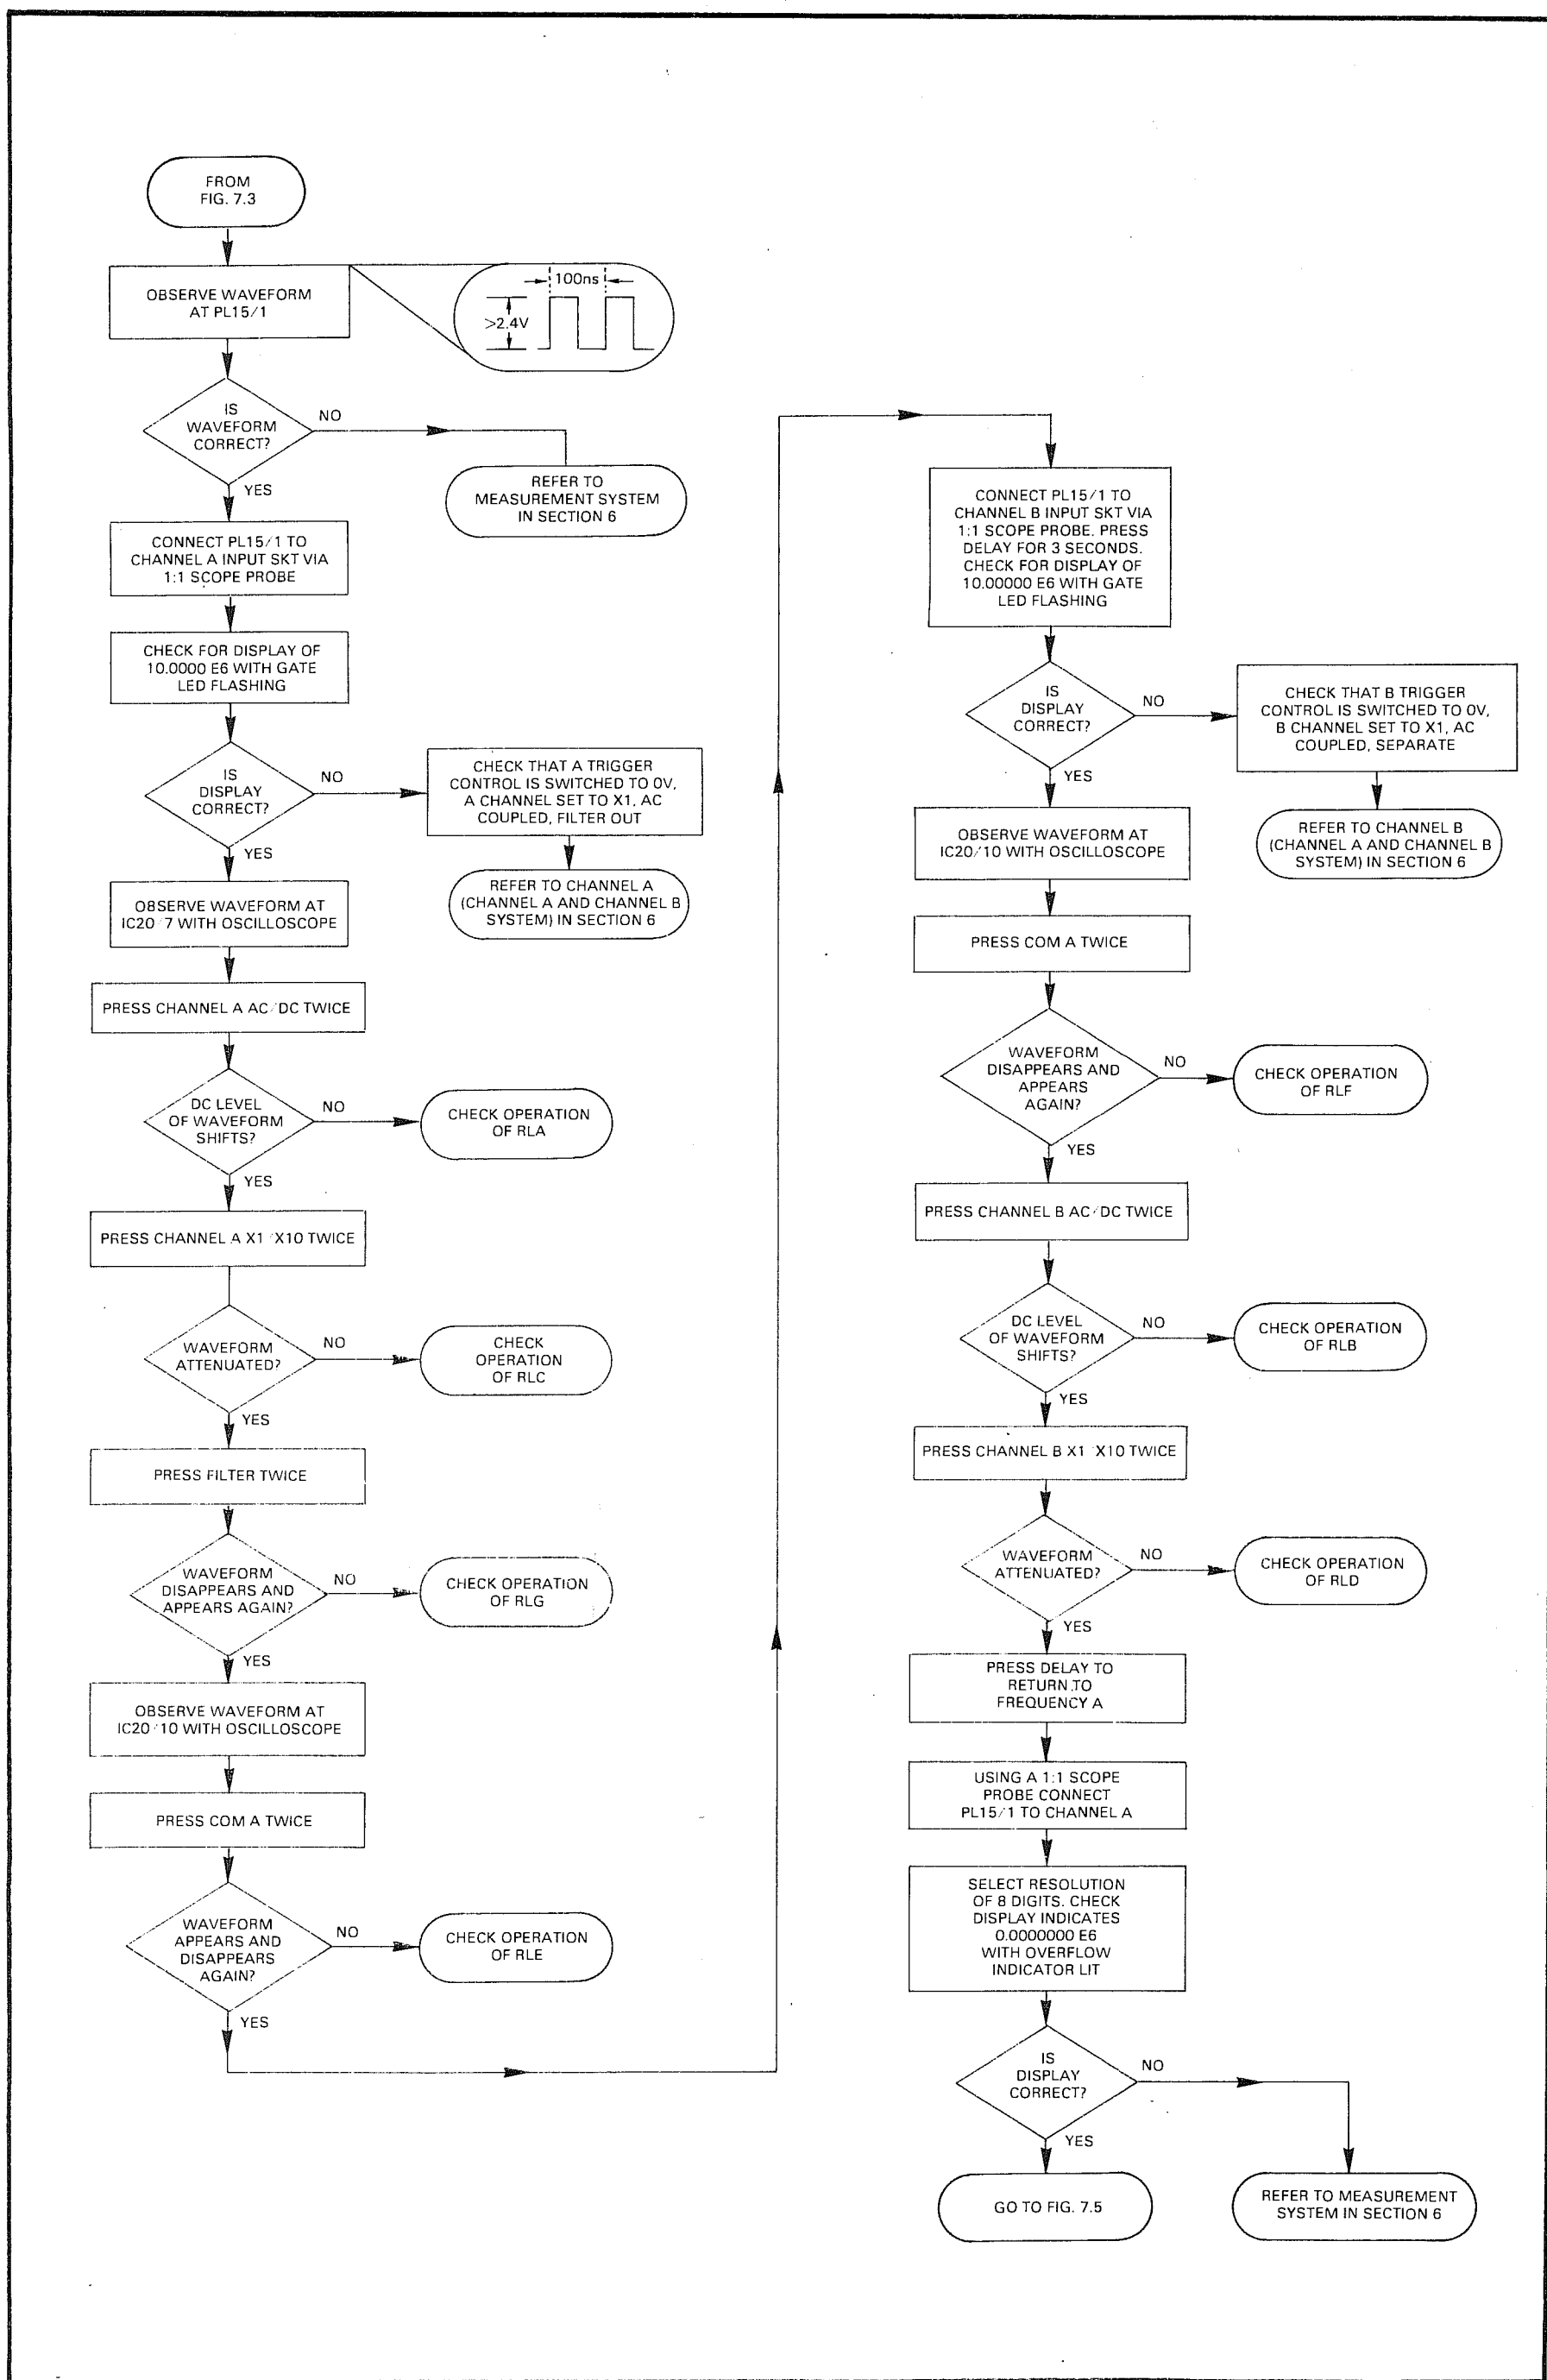 FROM
FIG. 7.3
OBSERVE WAVEFORM
AT PL15/1
100ns
>2.4V
IS
WAVEFORM
CORRECT?
NO
REFER TO
MEASUREMENT SYSTEM
IN SECTION 6
YES
CONNECT PL15/1 TO
CHANNEL A INPUT SKT VIA
1:1 SCOPE PROBE
CHECK FOR DISPLAY OF
10.0000 E6 WITH GATE
LED FLASHING
IS
DISPLAY
CORRECT?
NO
CHECK THAT A TRIGGER
CONTROL IS SWITCHED TO 0V,
A CHANNEL SET TO X1, AC
COUPLED, FILTER OUT
REFER TO CHANNEL A
(CHANNEL A AND CHANNEL B
SYSTEM) IN SECTION 6
YES
OBSERVE WAVEFORM AT
IC20/7 WITH OSCILLOSCOPE
PRESS CHANNEL A AC/DC TWICE
DC LEVEL
OF WAVEFORM
SHIFTS?
NO
CHECK OPERATION
OF RLA
YES
PRESS CHANNEL A X1/X10 TWICE
WAVEFORM
ATTENUATED?
NO
CHECK
OPERATION
OF RLC
YES
PRESS FILTER TWICE
WAVEFORM
DISAPPEARS AND
APPEARS AGAIN?
NO
CHECK OPERATION
OF RLG
YES
OBSERVE WAVEFORM AT
IC20/10 WITH OSCILLOSCOPE
PRESS COM A TWICE
WAVEFORM
APPEARS AND
DISAPPEARS
AGAIN?
NO
CHECK OPERATION
OF RLE
YES
CONNECT PL15/1 TO
CHANNEL B INPUT SKT VIA
1:1 SCOPE PROBE. PRESS
DELAY FOR 3 SECONDS.
CHECK FOR DISPLAY OF
10.00000 E6 WITH GATE
LED FLASHING
IS
DISPLAY
CORRECT?
NO
CHECK THAT B TRIGGER
CONTROL IS SWITCHED TO 0V,
B CHANNEL SET TO X1, AC
COUPLED, SEPARATE
REFER TO CHANNEL B
(CHANNEL A AND CHANNEL B
SYSTEM) IN SECTION 6
YES
OBSERVE WAVEFORM AT
IC20/10 WITH OSCILLOSCOPE
PRESS COM A TWICE
WAVEFORM
DISAPPEARS AND
APPEARS
AGAIN?
NO
CHECK OPERATION
OF RLF
YES
PRESS CHANNEL B AC/DC TWICE
DC LEVEL
OF WAVEFORM
SHIFTS?
NO
CHECK OPERATION
OF RLB
YES
PRESS CHANNEL B X1/X10 TWICE
WAVEFORM
ATTENUATED?
NO
CHECK OPERATION
OF RLD
YES
PRESS DELAY TO
RETURN TO
FREQUENCY A
USING A 1:1 SCOPE
PROBE CONNECT
PL15/1 TO CHANNEL A
SELECT RESOLUTION
OF 8 DIGITS. CHECK
DISPLAY INDICATES
0.0000000 E6
WITH OVERFLOW
INDICATOR LIT
IS
DISPLAY
CORRECT?
NO
YES
GO TO FIG. 7.5
REFER TO MEASUREMENT
SYSTEM IN SECTION 6